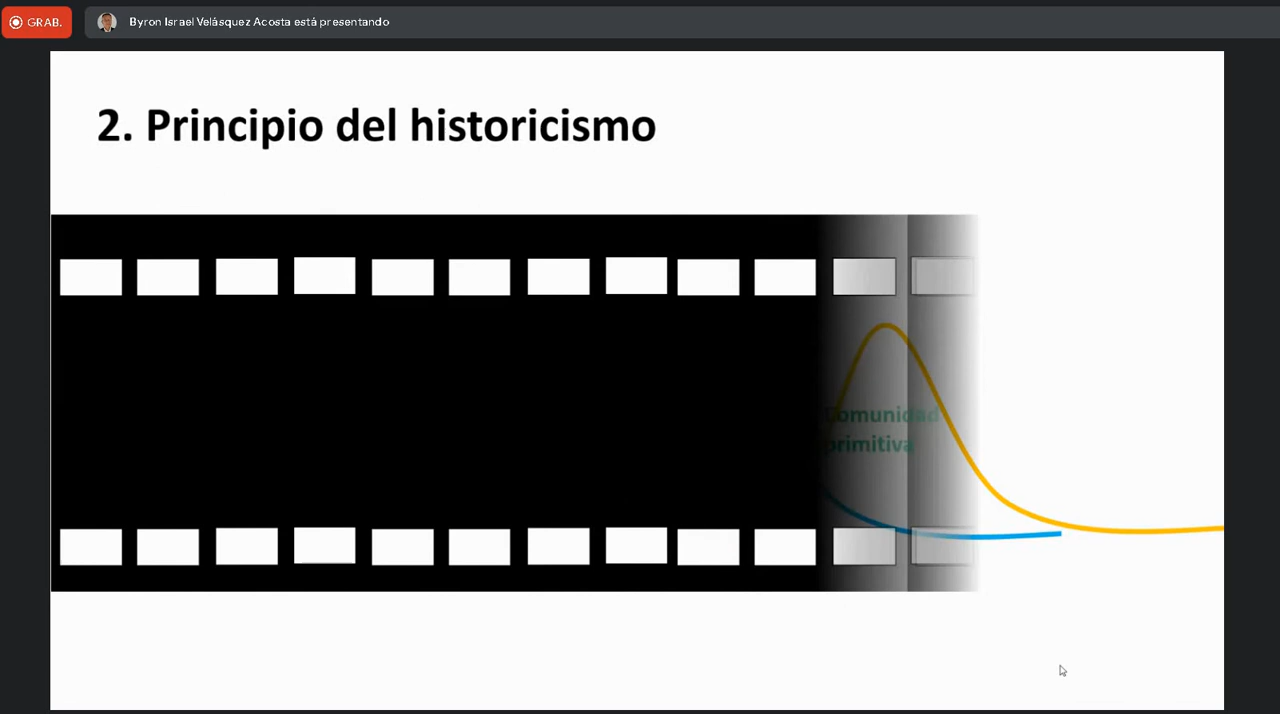 GRAB.
Byron Israel Velásquez Acosta está presentando
2. Principio del historicismo
Comunidad
primitiva